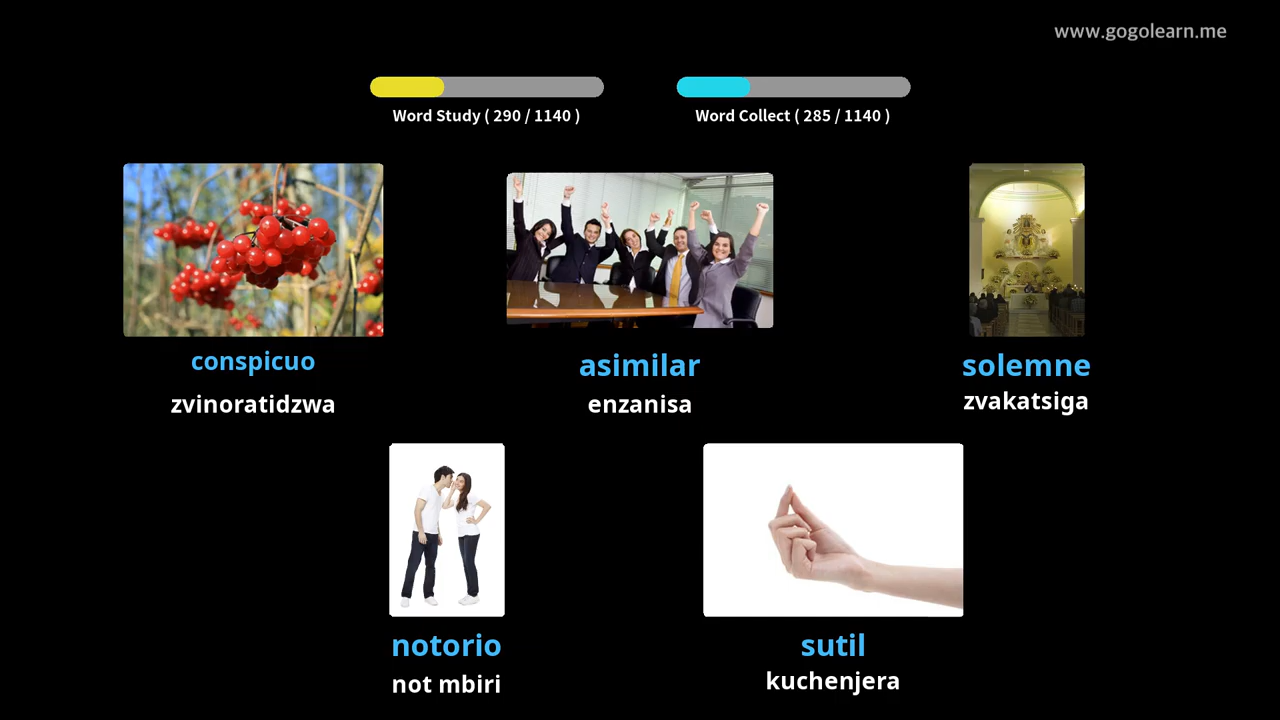 www.gogolearn.me
Word Study ( 290 / 1140 )
Word Collect ( 285 / 1140 )
conspicuo
zvinoratidzwa
asimilar
enzanisa
solemne
zvakatsiga
notorio
not mbiri
sutil
kuchenjera